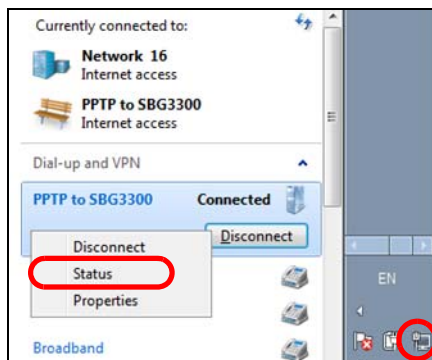 Currently connected to:
Network 16
Internet access
PPTP to SBG3300
Internet access
Dial-up and VPN
PPTP to SBG3300 Connected
Disconnect
Disconnect
Status
Properties
EN
Broadband